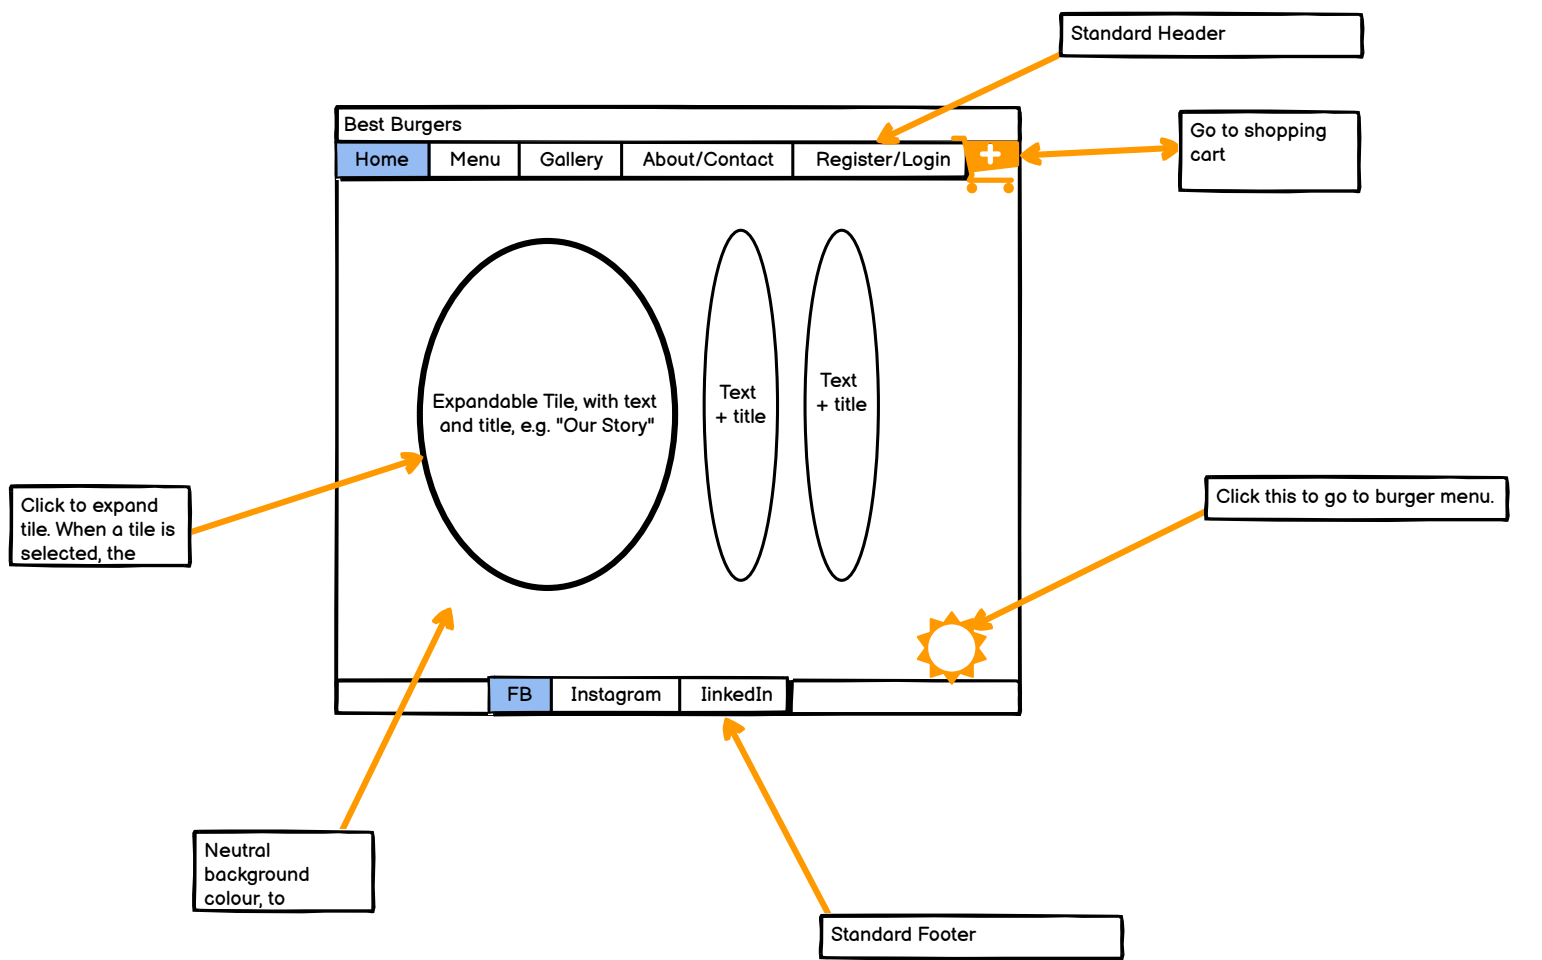 Standard Header
Best Burgers
Go to shopping
cart
Home Menu Gallery About/Contact Register/Login
Expandable Tile, with text
and title, e.g. "Our Story"
Text
+ title
Text
+ title
Click to expand
tile. When a tile is
selected, the
Click this to go to burger menu.
FB Instagram IinkedIn
Neutral
background
colour, to
Standard Footer